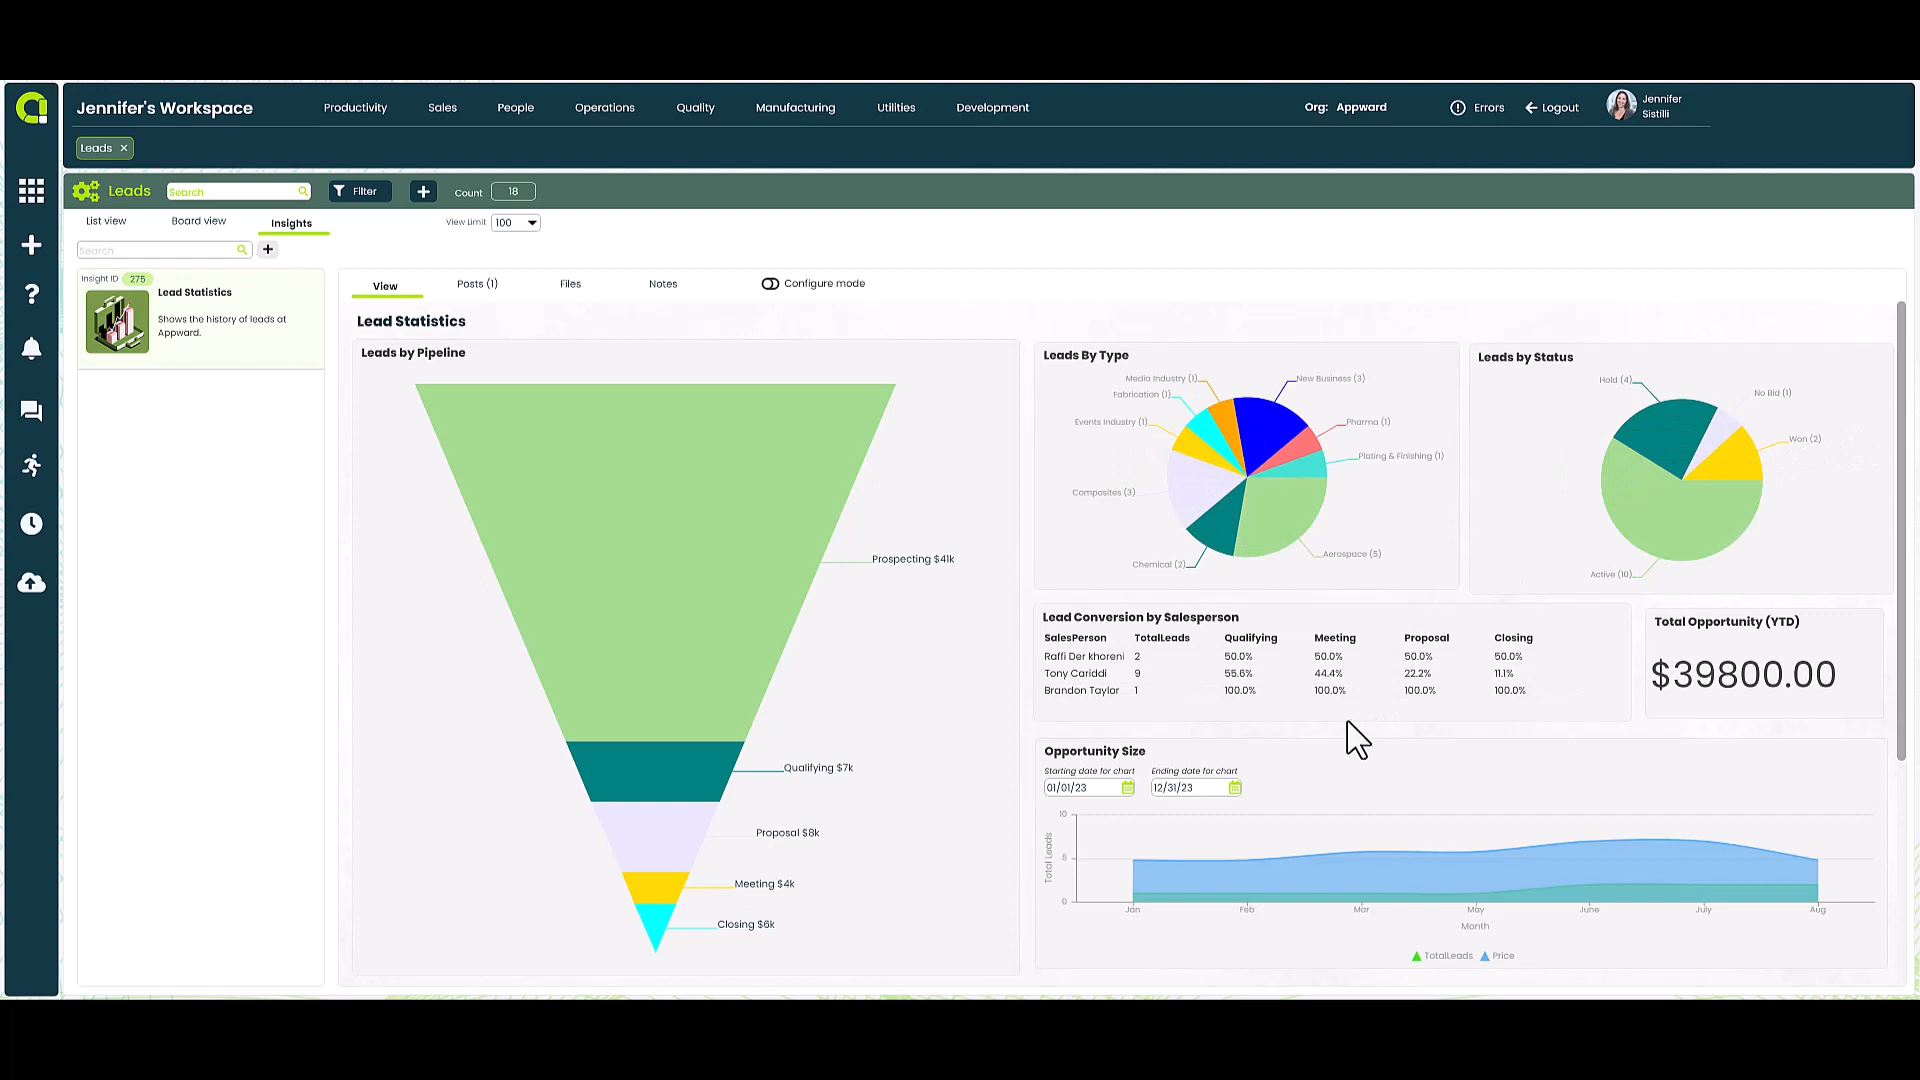 Jennifer's Workspace
Productivity
Sales
People
Operations
Quality
Manufacturing
Utilities
Development
Org: Appward
Errors
Logout
Jennifer
Sistilli
Leads
Leads
Search
Filter
Count
18
List view
Board view
Insights
View Limit
100
Search
Insight ID 275
Lead Statistics
Shows the history of leads at
Appward.
View
Posts (1)
Files
Notes
Configure mode
Lead Statistics
Leads by Pipeline
Prospecting $41k
Qualifying $7k
Proposal $8k
Meeting $4k
Closing $6k
Leads By Type
Media Industry (1)
New Business (3)
Fabrication (1)
Events Industry (1)
Pharma (1)
Plating & Finishing (1)
Composites (3)
Aerospace (5)
Chemical (2)
Leads by Status
Hold (4)
No Bid (1)
Won (2)
Active (10)
Lead Conversion by Salesperson
SalesPerson TotalLeads Qualifying Meeting Proposal Closing
Raffi Der khoreni 2 50.0% 50.0% 50.0% 50.0%
Tony Cariddi 9 55.6% 44.4% 22.2% 11.1%
Brandon Taylor 1 100.0% 100.0% 100.0% 100.0%
Total Opportunity (YTD)
$39800.00
Opportunity Size
Starting date for chart
Ending date for chart
01/01/23
12/31/23
10
5
0
Total Leads
Jan Feb Mar May June July Aug
Month
TotalLeads Price